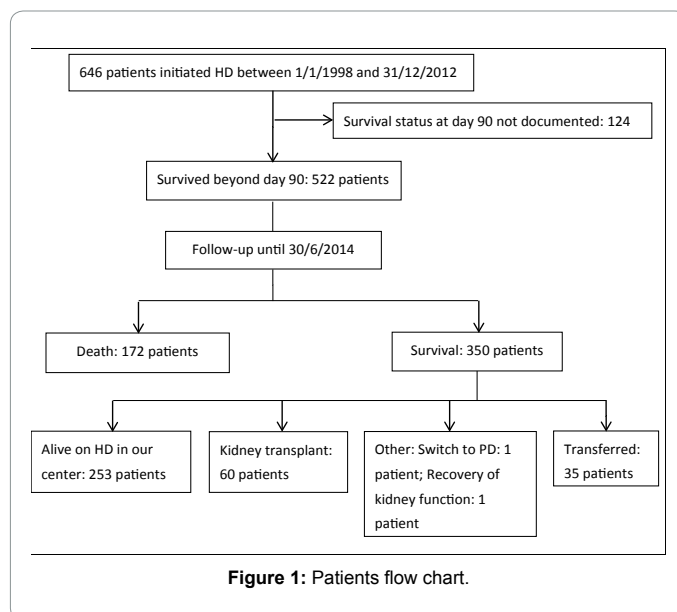 646 patients initiated HD between 1/1/1998 and 31/12/2012
Survival status at day 90 not documented: 124
Survived beyond day 90: 522 patients
Follow-up until 30/6/2014
Death: 172 patients
Survival: 350 patients
Alive on HD in our
center: 253 patients
Kidney transplant:
60 patients
Other: Switch to PD: 1
patient; Recovery of
kidney function: 1
patient
Transferred:
35 patients
Figure 1: Patients flow chart.